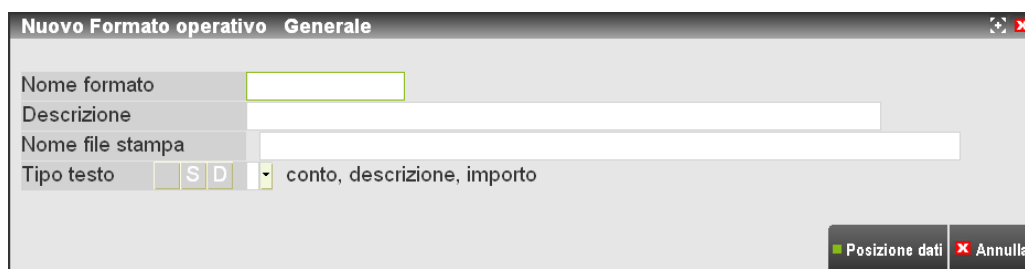 Nuovo Formato operativo Generale
Nome formato
Descrizione
Nome file stampa
Tipo testo S D conto, descrizione, importo
Posizione dati Annulla